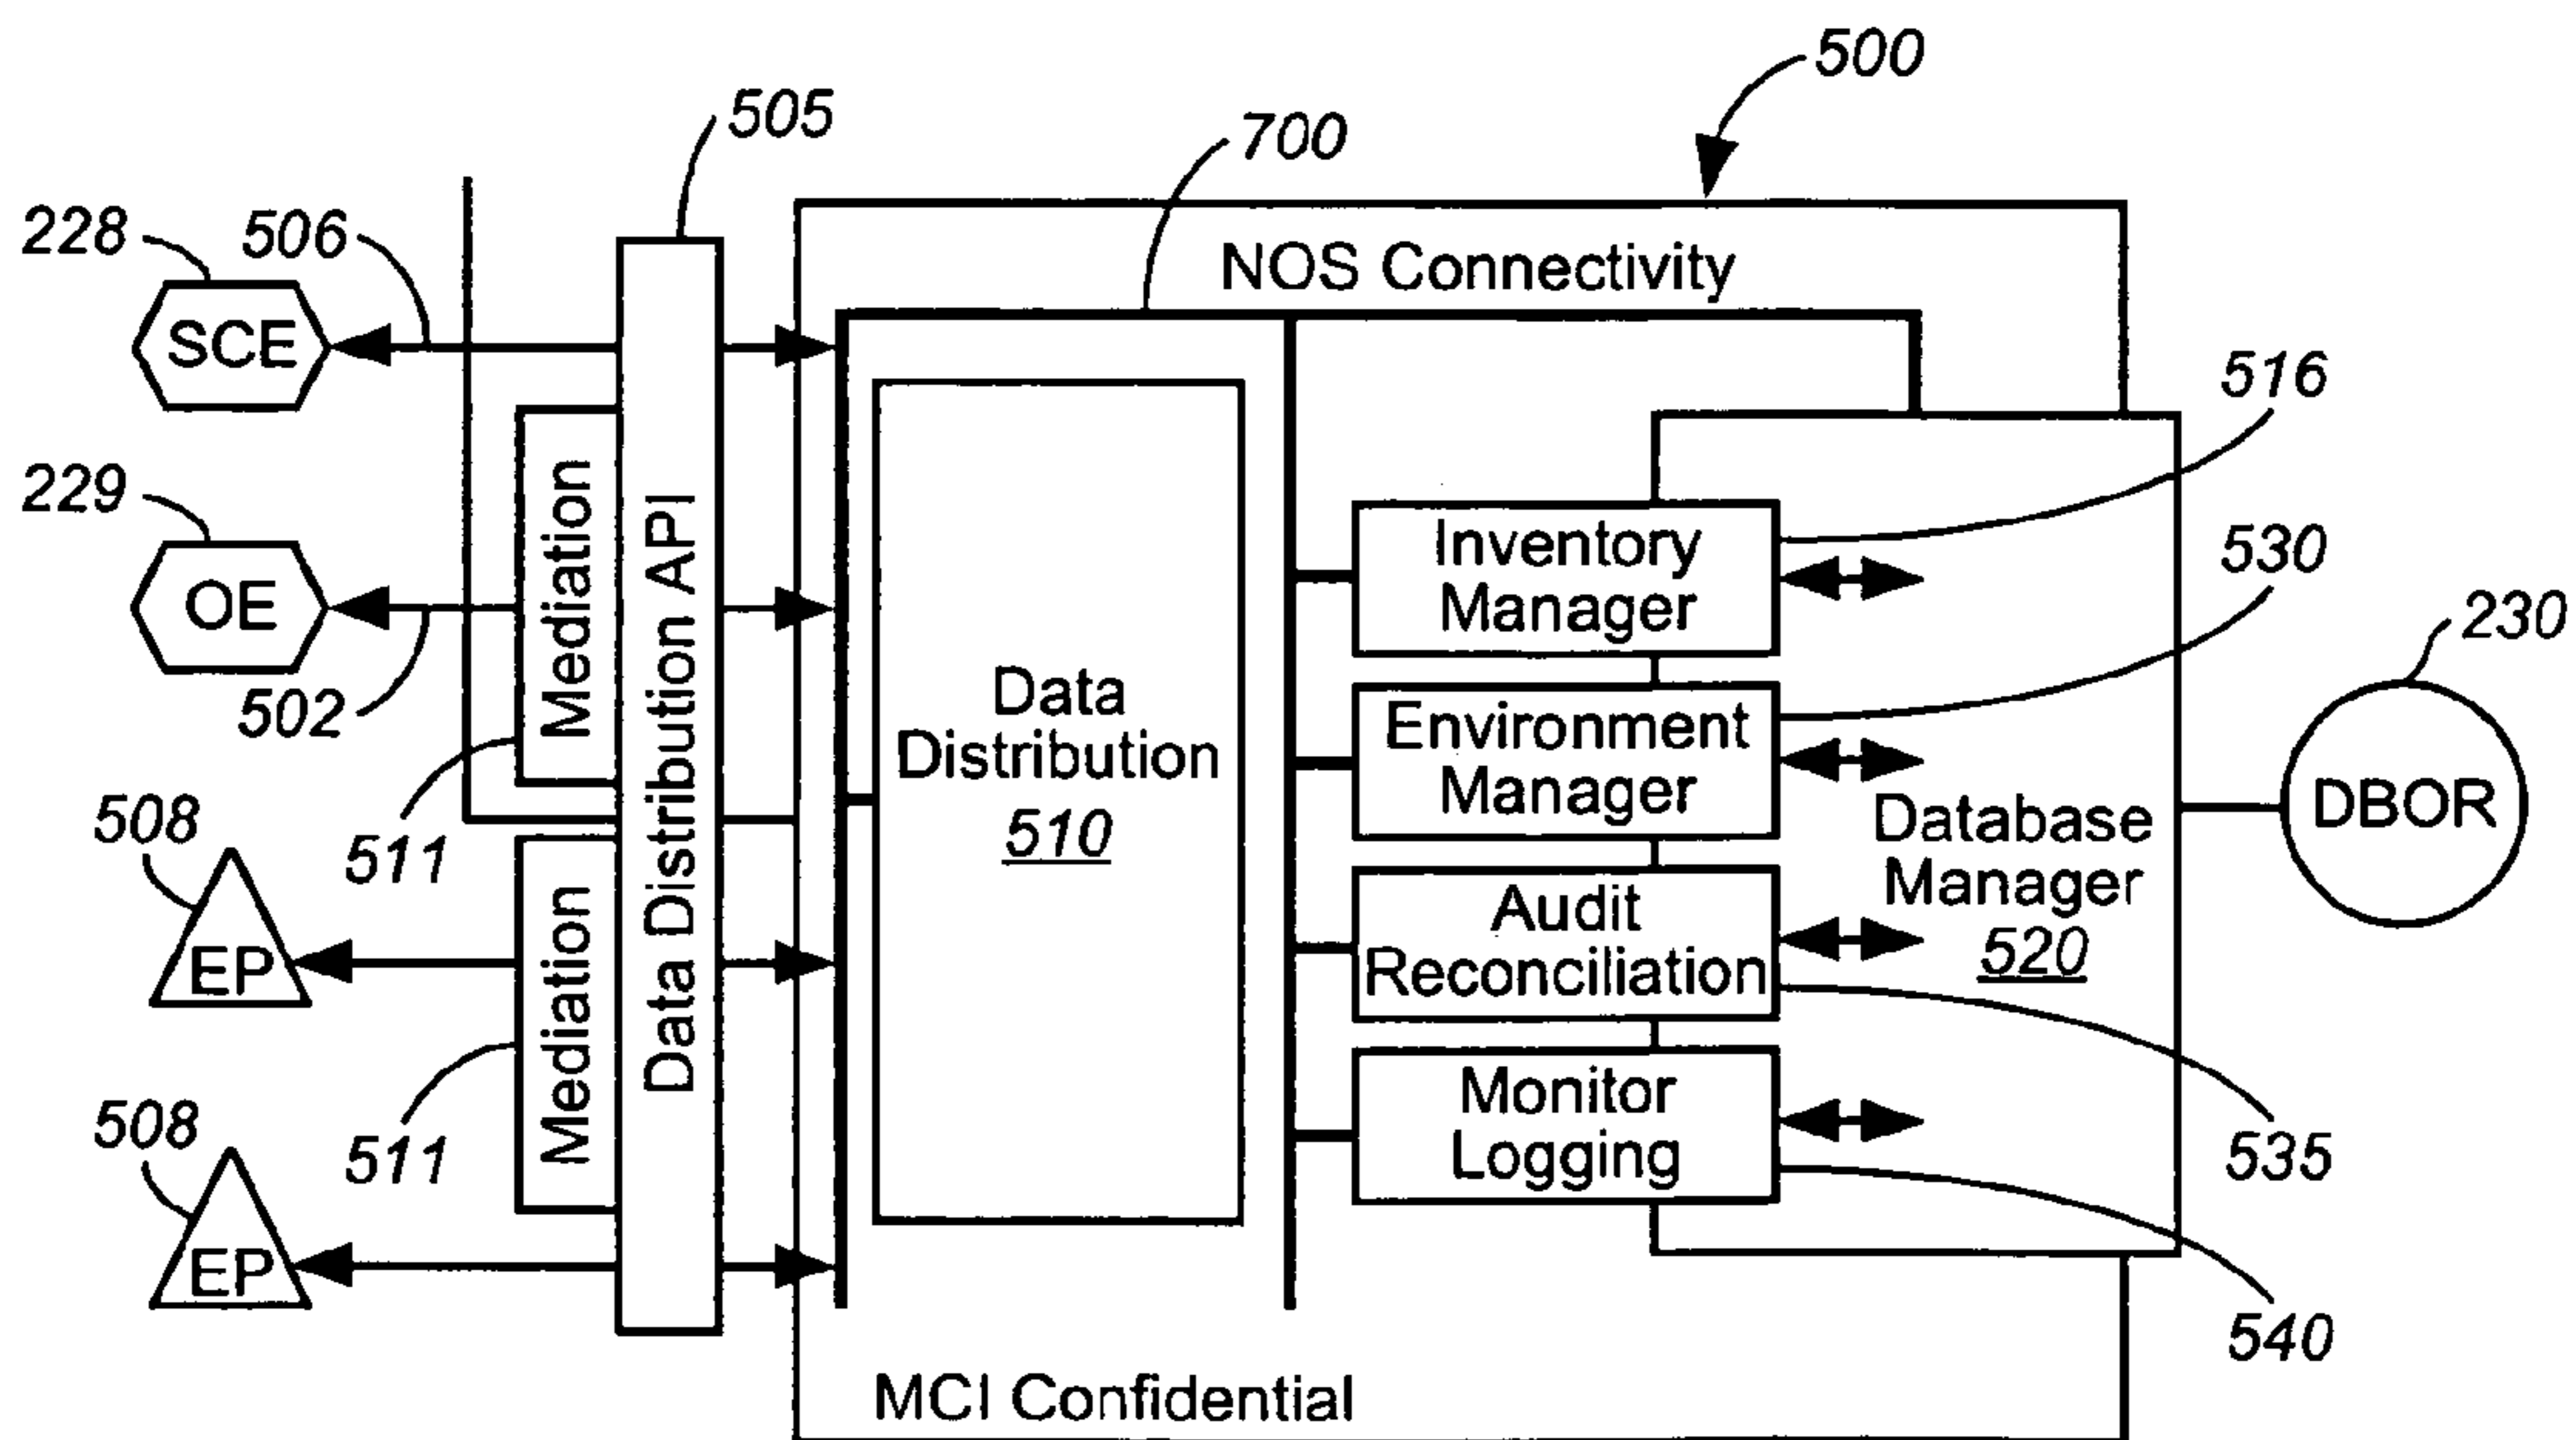 500
505
700
228
506
NOS Connectivity
SCE
516
229
Inventory
Manager
530
OE
502
Mediation
Data Distribution API
Data
Distribution
510
Environment
Manager
230
DBOR
Database
Manager
520
508
511
EP
Audit
Reconciliation
Mediation
Monitor
Logging
508
511
535
EP
540
MCI Confidential